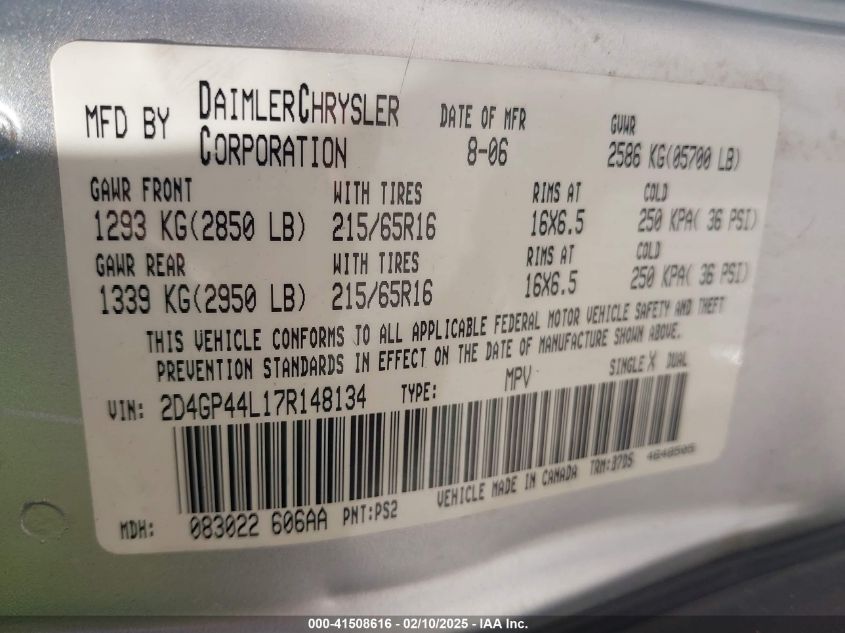 MFD BY DAIMLERCHRYSLER CORPORATION DATE OF MFR 8-06 GVWR 2586 KG(05700 LB)
GAWR FRONT WITH TIRES RIMS AT COLD
1293 KG(2850 LB) 215/65R16 16X6.5 250 KPA( 36 PSI)
GAWR REAR WITH TIRES RIMS AT COLD
1339 KG(2950 LB) 215/65R16 16X6.5 250 KPA( 36 PSI)
THIS VEHICLE CONFORMS TO ALL APPLICABLE FEDERAL MOTOR VEHICLE SAFETY AND THEFT
PREVENTION STANDARDS IN EFFECT ON THE DATE OF MANUFACTURE SHOWN ABOVE.
VIN: 2D4GP44L17R148134 TYPE: MPV SINGLE X DUAL
MDH: 083022 606AA PNT:PS2 VEHICLE MADE IN CANADA TRM:B7D5 4648505
000-41508616 - 02/10/2025 - IAA Inc.